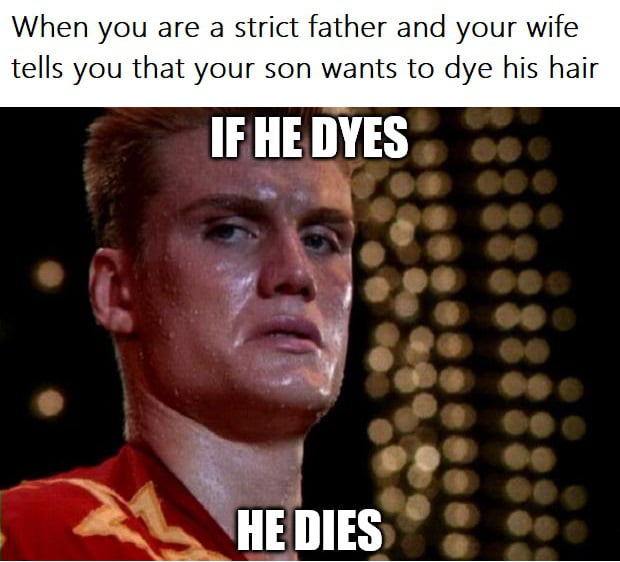 When you are a strict father and your wife
tells you that your son wants to dye his hair
IF HE DYES
HE DIES